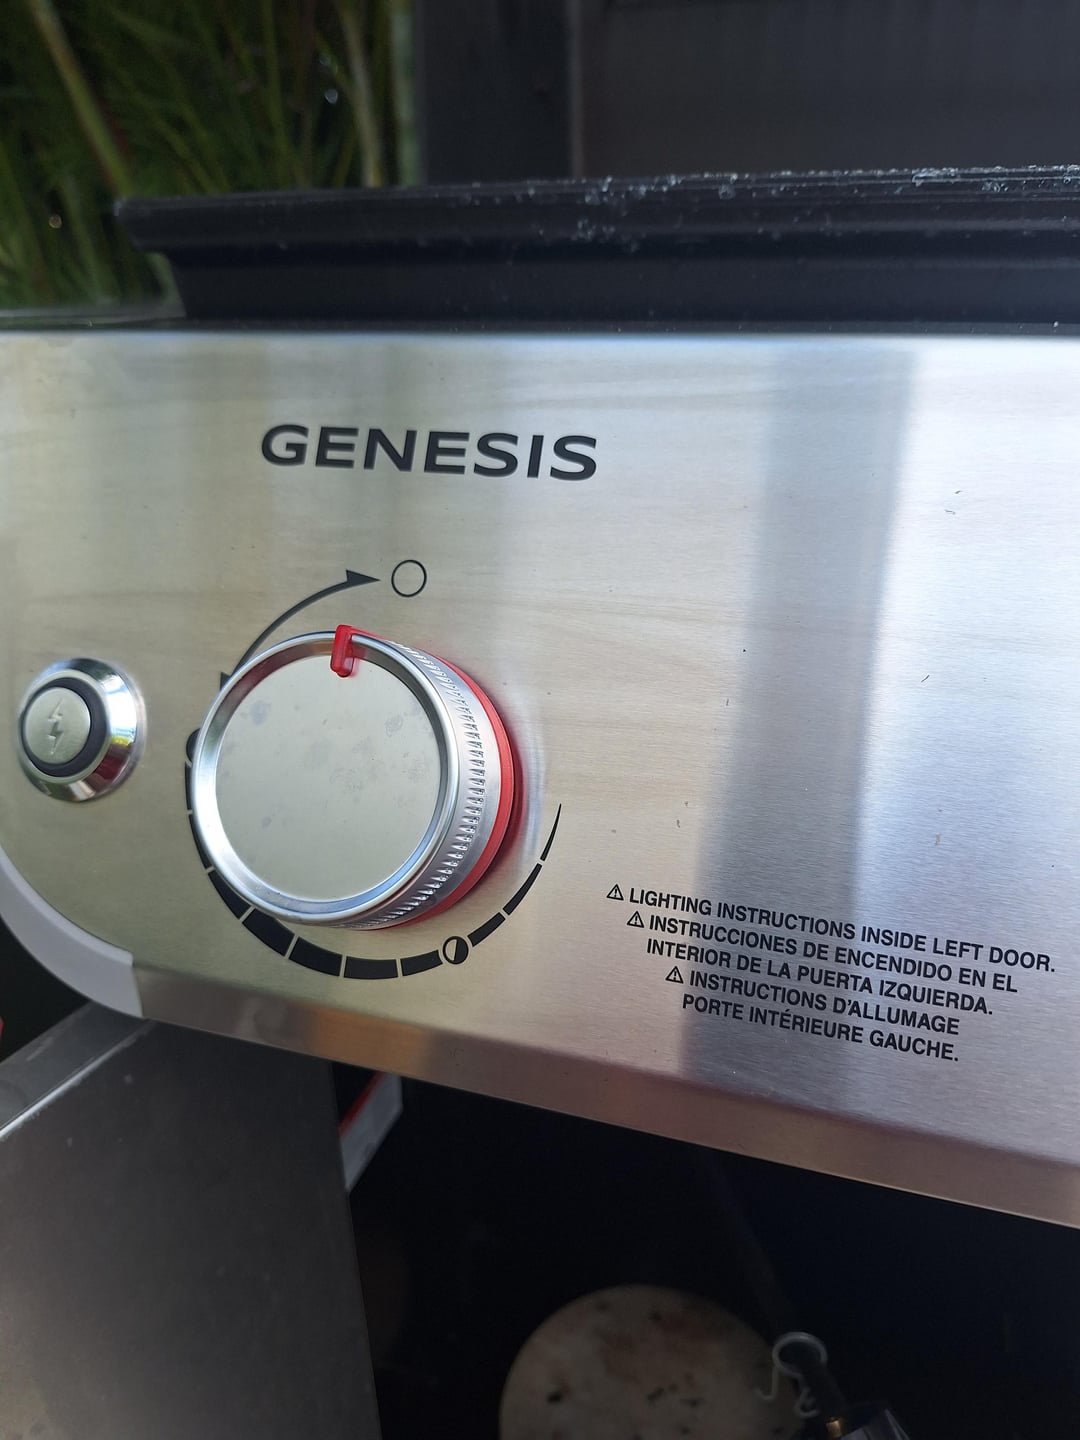 GENESIS
⚠ LIGHTING INSTRUCTIONS INSIDE LEFT DOOR.
⚠ INSTRUCCIONES DE ENCENDIDO EN EL
INTERIOR DE LA PUERTA IZQUIERDA.
⚠ INSTRUCTIONS D'ALLUMAGE
PORTE INTÉRIEURE GAUCHE.